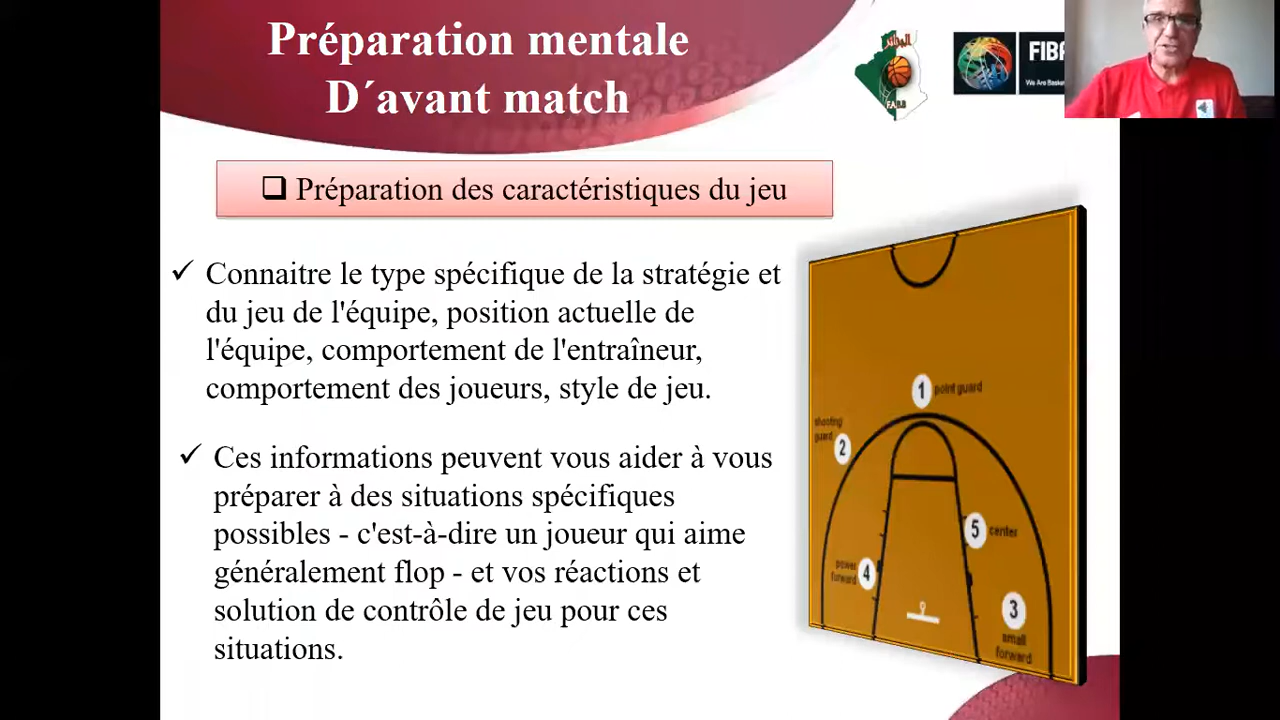 Préparation mentale
D´avant match
الجزائر
F.A.B.B
FIBA
We Are Basket
Préparation des caractéristiques du jeu
Connaitre le type spécifique de la stratégie et
du jeu de l'équipe, position actuelle de
l'équipe, comportement de l'entraîneur,
comportement des joueurs, style de jeu.
Ces informations peuvent vous aider à vous
préparer à des situations spécifiques
possibles - c'est-à-dire un joueur qui aime
généralement flop - et vos réactions et
solution de contrôle de jeu pour ces
situations.
1 point guard
shooting
guard
2
5 center
power
forward
4
3
small
forward